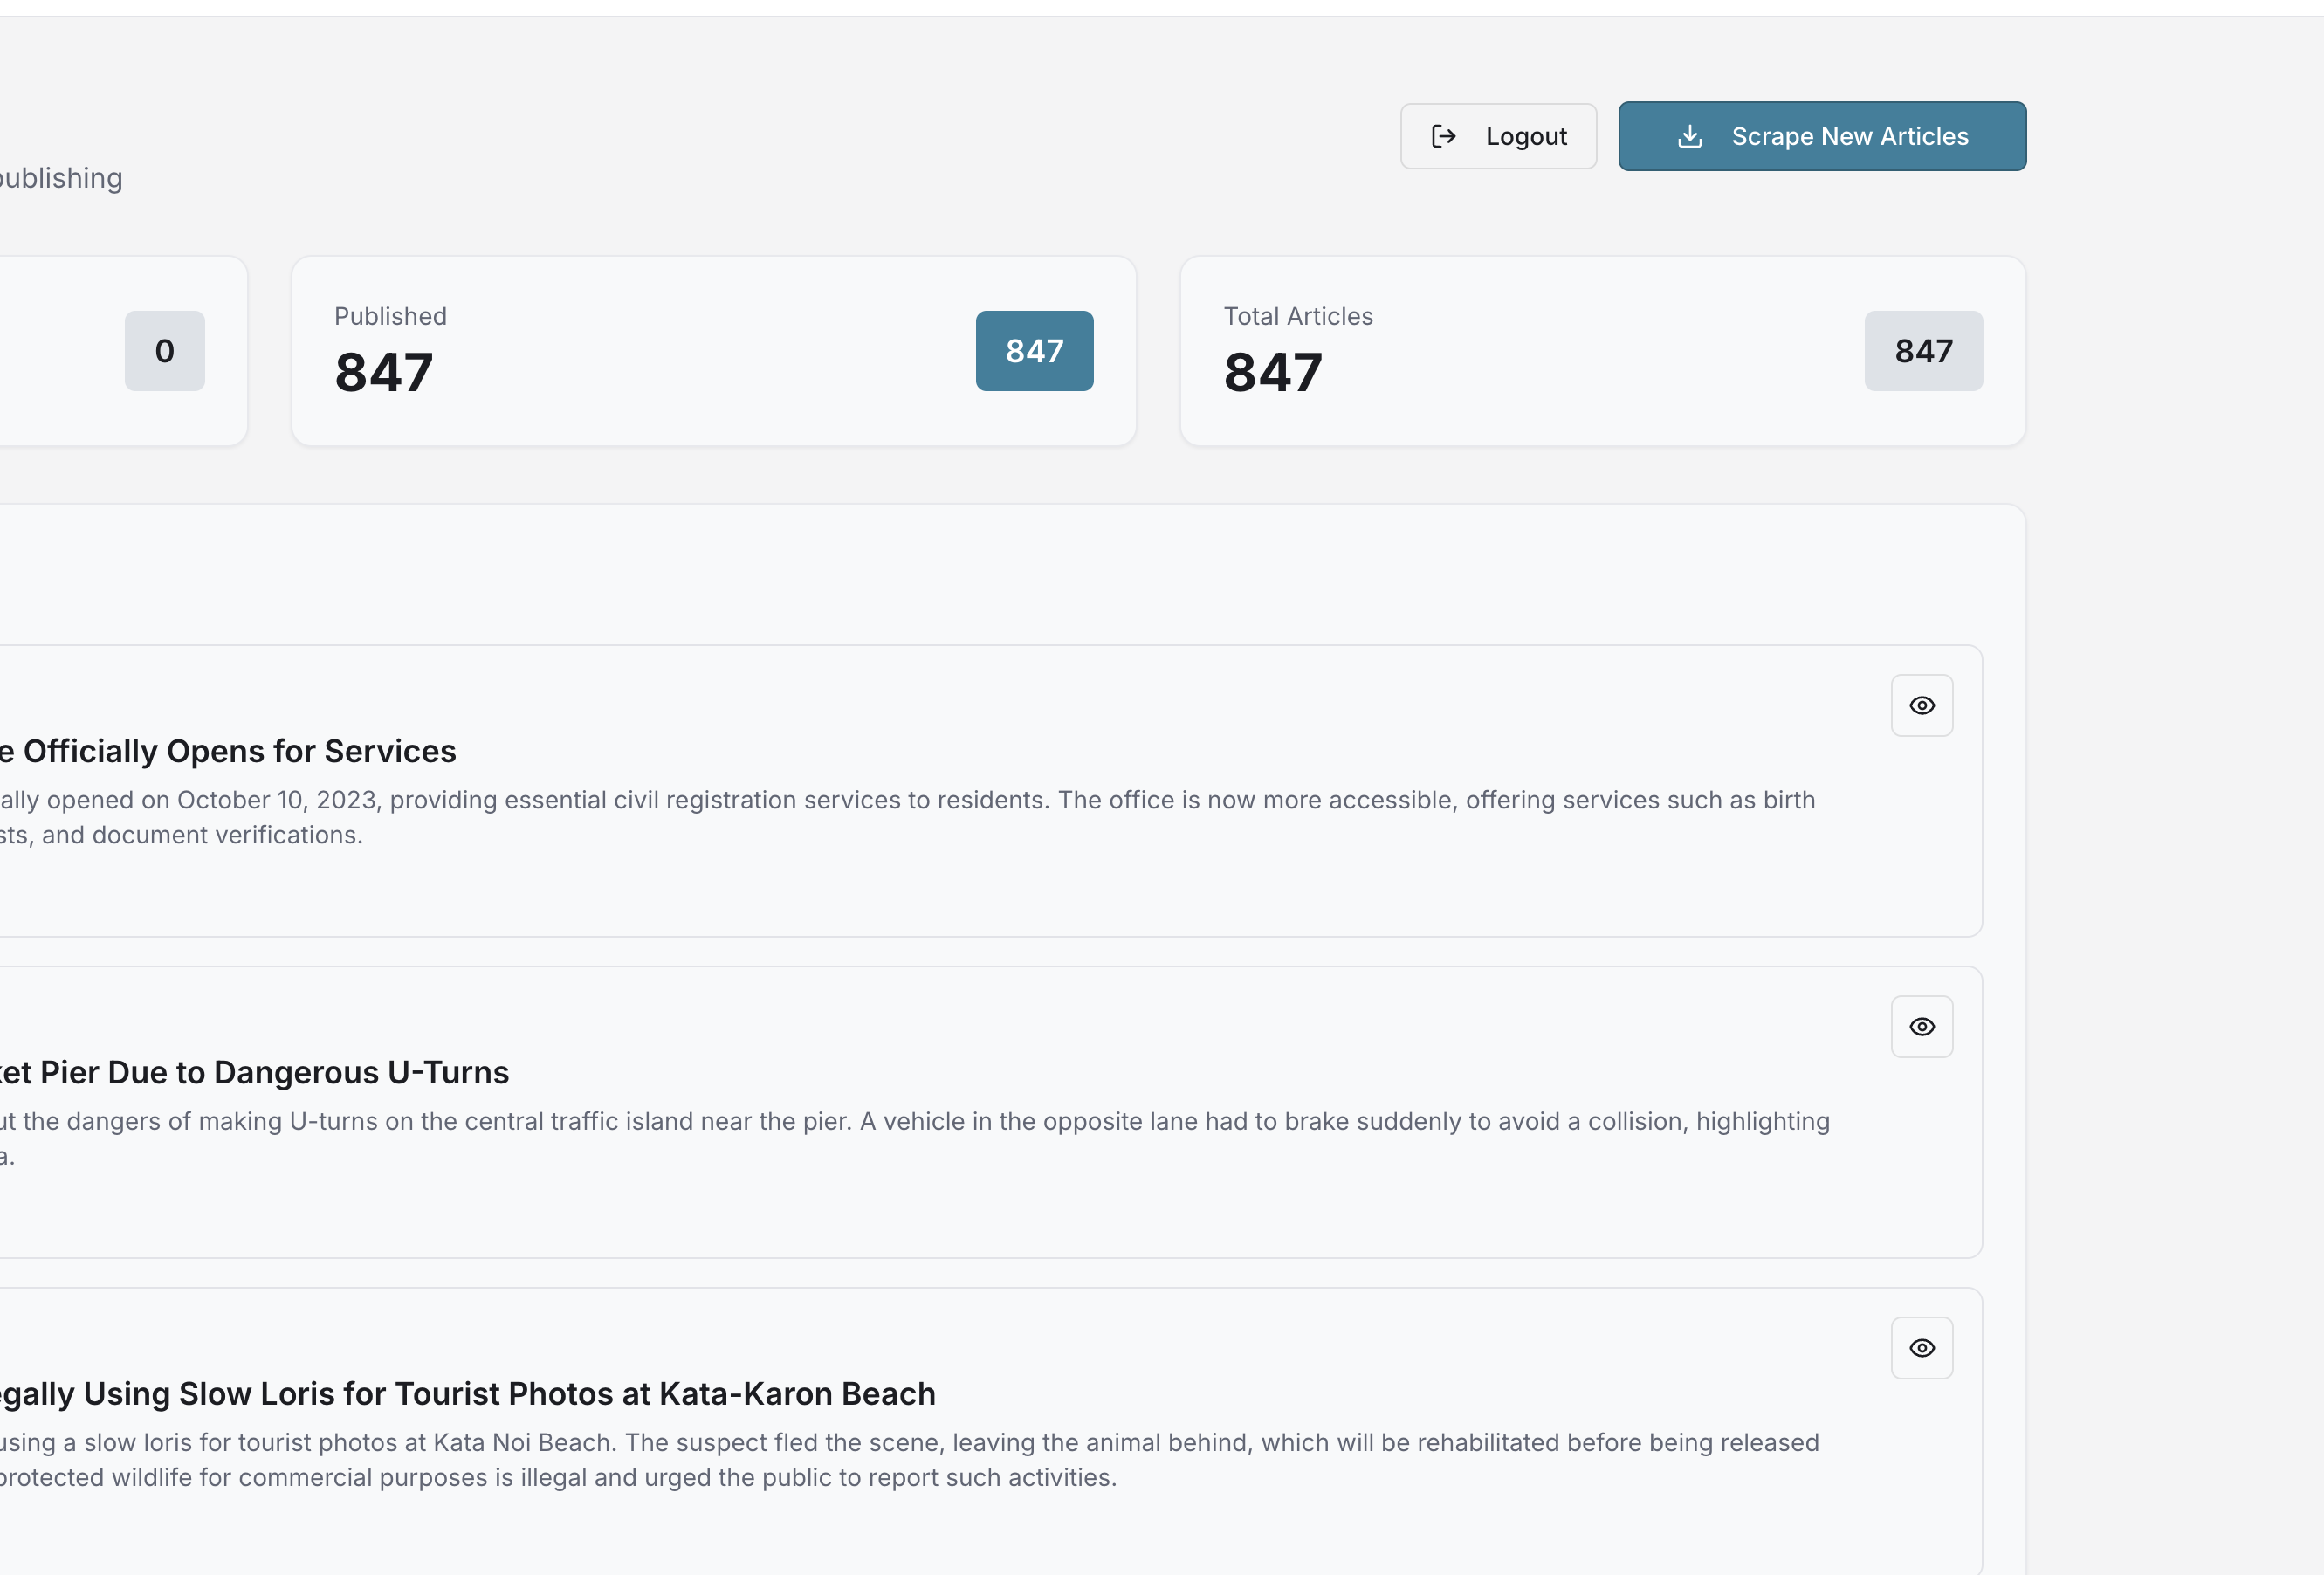 Logout
Scrape New Articles
publishing
0
Published
847
847
Total Articles
847
847
Officially Opens for Services
opened on October 10, 2023, providing essential civil registration services to residents. The office is now more accessible, offering services such as birth
and document verifications.
Pier Due to Dangerous U-Turns
the dangers of making U-turns on the central traffic island near the pier. A vehicle in the opposite lane had to brake suddenly to avoid a collision, highlighting
a.
Using Slow Loris for Tourist Photos at Kata-Karon Beach
using a slow loris for tourist photos at Kata Noi Beach. The suspect fled the scene, leaving the animal behind, which will be rehabilitated before being released
protected wildlife for commercial purposes is illegal and urged the public to report such activities.